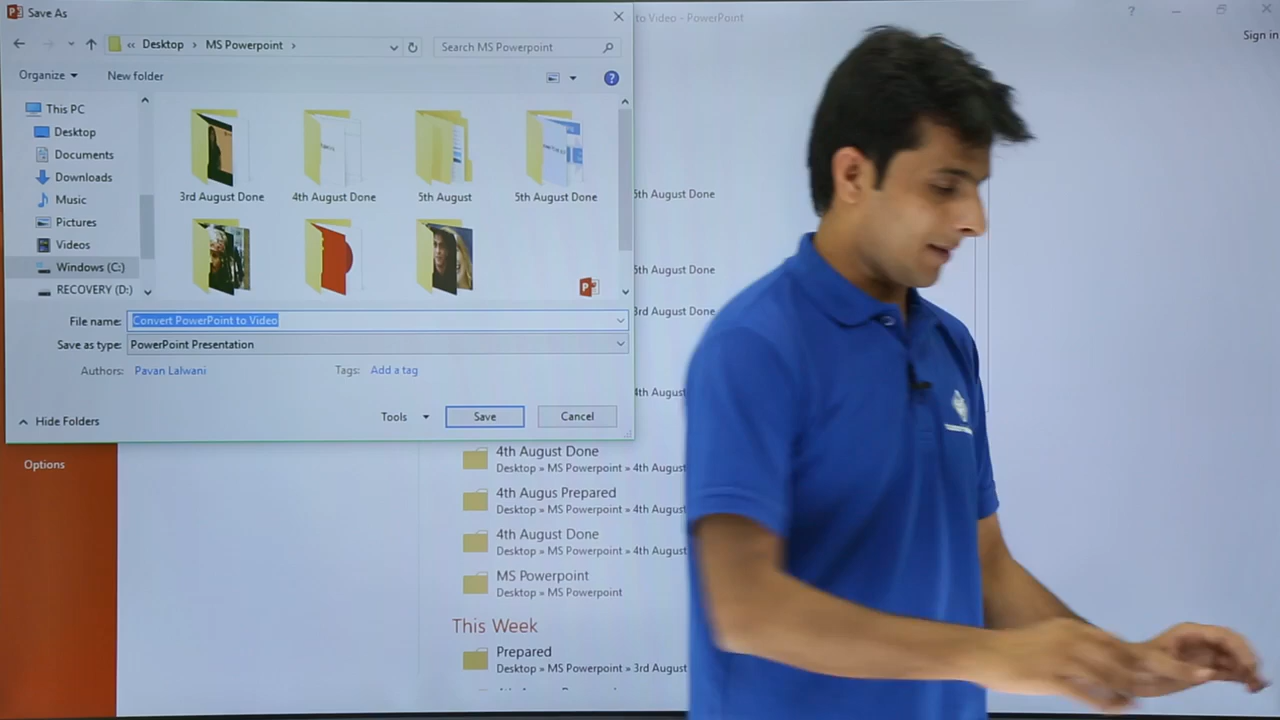 Save As
to Video - PowerPoint
Sign in
Desktop
MS Powerpoint
Search MS Powerpoint
Organize
New folder
This PC
Desktop
Documents
Downloads
Music
Pictures
Videos
Windows (C:)
RECOVERY (D:)
3rd August Done
4th August Done
5th August
5th August Done
File name: Convert PowerPoint to Video
Save as type: PowerPoint Presentation
Authors: Pavan Lalwani
Tags: Add a tag
Hide Folders
Tools
Save
Cancel
5th August Done
5th August Done
3rd August Done
4th August Done
Options
4th August Done
Desktop » MS Powerpoint » 4th August
4th Augus Prepared
Desktop » MS Powerpoint » 4th August
4th August Done
Desktop » MS Powerpoint » 4th August
MS Powerpoint
Desktop » MS Powerpoint
This Week
Prepared
Desktop » MS Powerpoint » 3rd August